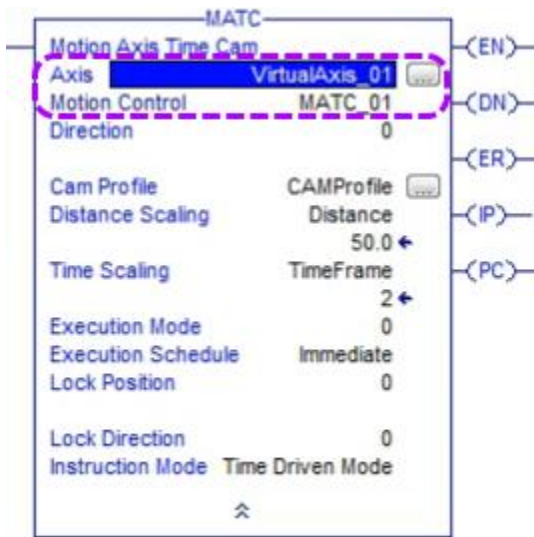 MATC
Motion Axis Time Cam
Axis VirtualAxis_01 ...
Motion Control MATC_01
Direction 0
Cam Profile CAMProfile ...
Distance Scaling Distance
50.0
Time Scaling TimeFrame
2
Execution Mode 0
Execution Schedule Immediate
Lock Position 0
Lock Direction 0
Instruction Mode Time Driven Mode
(EN)
(DN)
(ER)
(IP)
(PC)